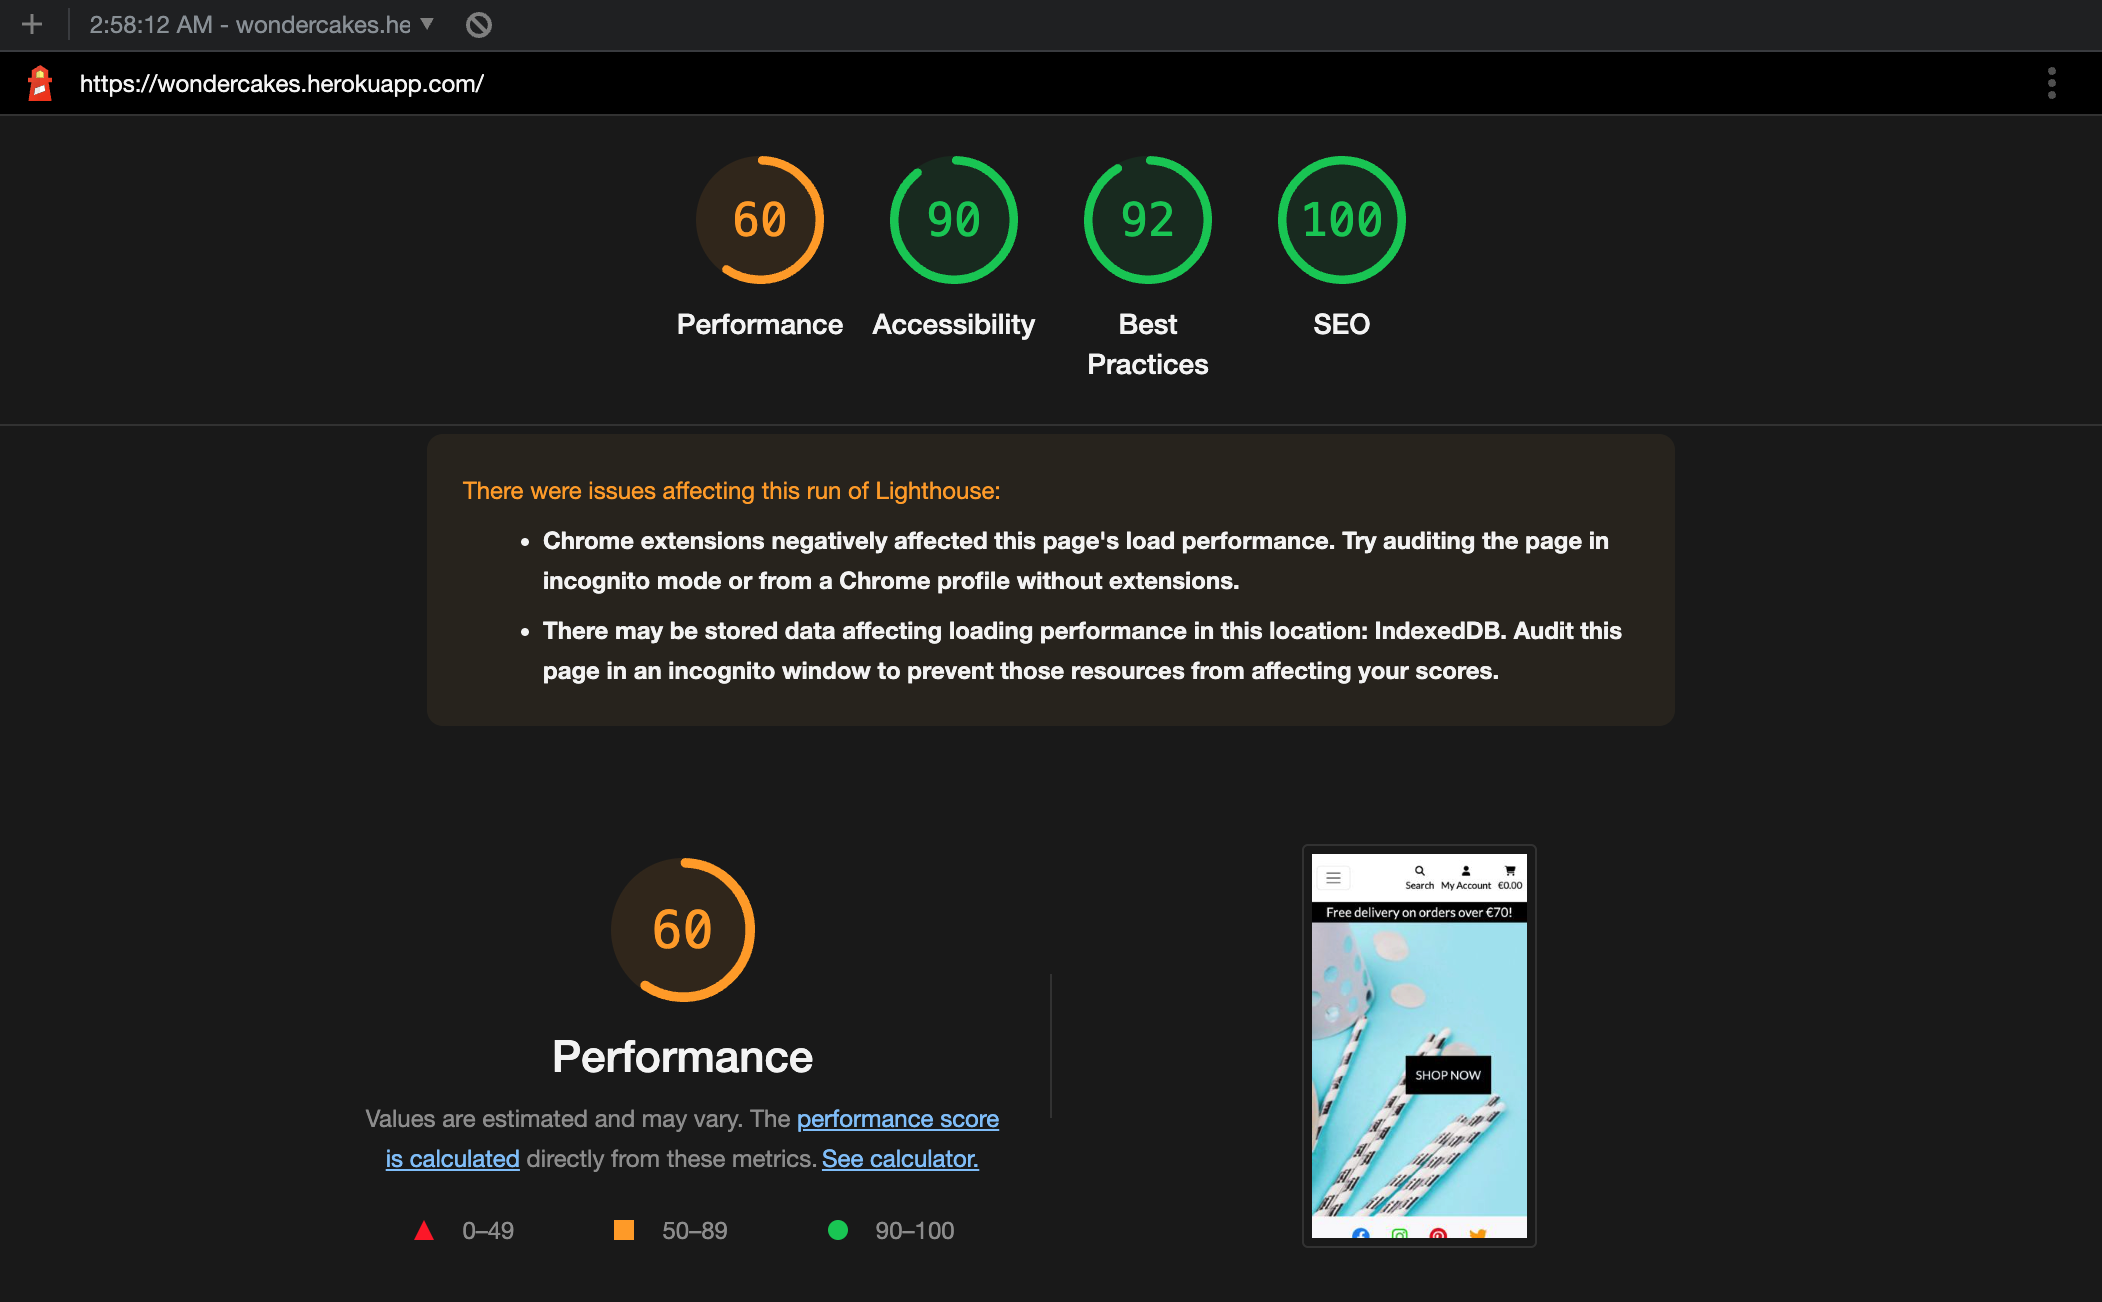 2:58:12 AM - wondercakes.he
https://wondercakes.herokuapp.com/
60
90
92
100
Performance
Accessibility
Best
Practices
SEO
There were issues affecting this run of Lighthouse:
Chrome extensions negatively affected this page's load performance. Try auditing the page in
incognito mode or from a Chrome profile without extensions.
There may be stored data affecting loading performance in this location: IndexedDB. Audit this
page in an incognito window to prevent those resources from affecting your scores.
60
Performance
Values are estimated and may vary. The performance score
is calculated directly from these metrics. See calculator.
0–49
50–89
90–100
Search My Account €0.00
Free delivery on orders over €70!
SHOP NOW